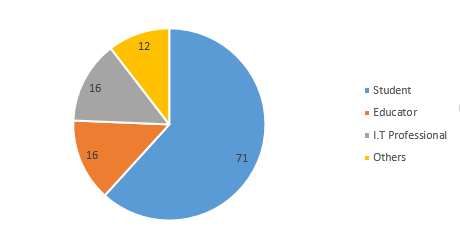 12
16
16
71
Student
Educator
I.T Professional
Others